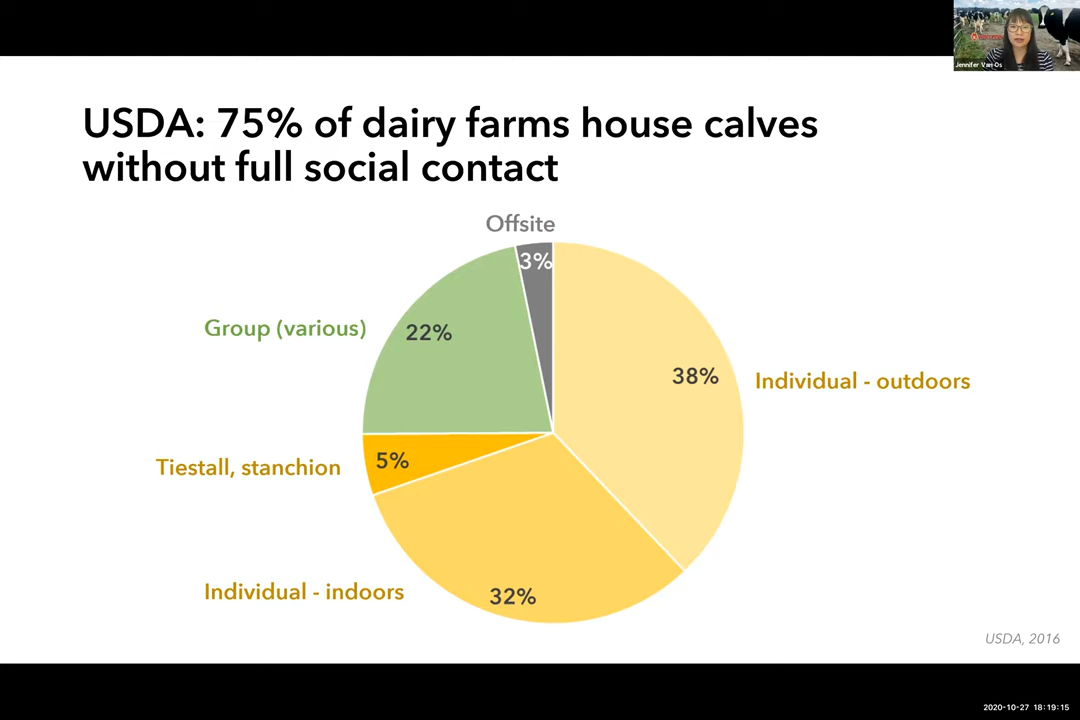 Jennifer Van Os
USDA: 75% of dairy farms house calves
without full social contact
Offsite
3%
Group (various)
22%
38%
Individual - outdoors
Tiestall, stanchion
5%
Individual - indoors
32%
USDA, 2016
2020-10-27 18:19:15